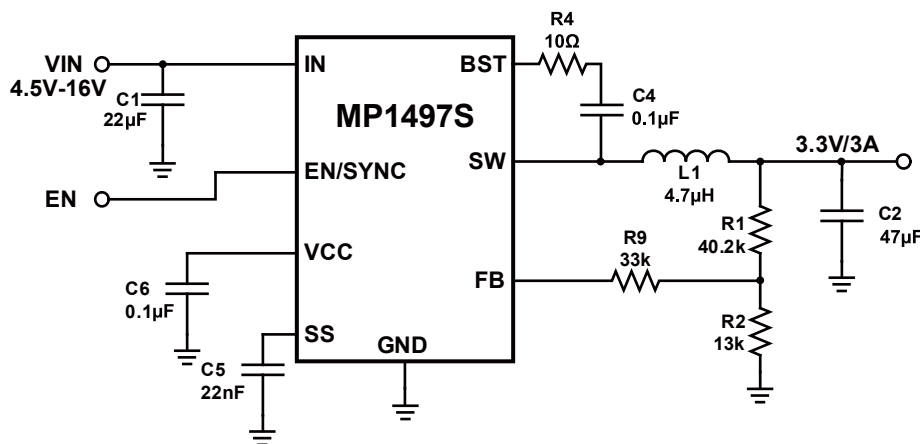 VIN
4.5V-16V
C1
22µF
IN
MP1497S
EN/SYNC
EN
VCC
C6
0.1µF
SS
C5
22nF
GND
BST
R4
10Ω
C4
0.1µF
SW
L1
4.7µH
3.3V/3A
R1
40.2k
C2
47µF
R9
33k
FB
R2
13k